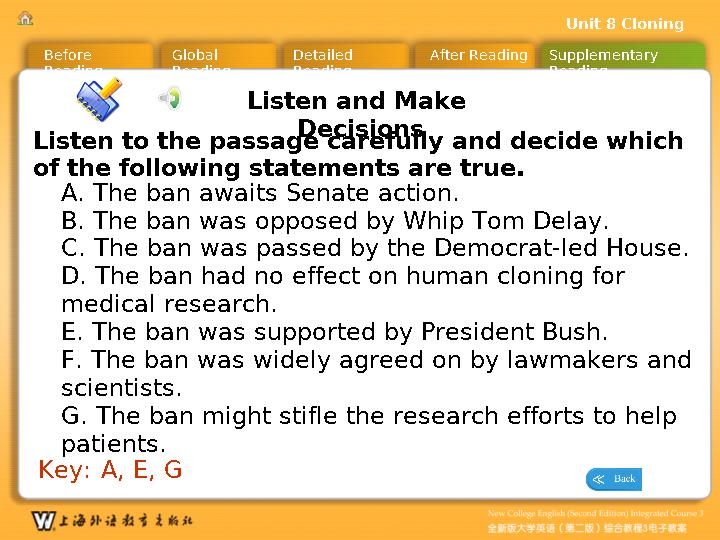 Unit 8 Cloning
Before Reading
Global Reading
Detailed Reading
After Reading
Supplementary Reading
Listen and Make
Decisions
Listen to the passage carefully and decide which
of the following statements are true.
A. The ban awaits Senate action.
B. The ban was opposed by Whip Tom Delay.
C. The ban was passed by the Democrat-led House.
D. The ban had no effect on human cloning for
medical research.
E. The ban was supported by President Bush.
F. The ban was widely agreed on by lawmakers and
scientists.
G. The ban might stifle the research efforts to help
patients.
Key: A, E, G
Back
上海外语教育出版社
New College English (Second Edition) Integrated Course 3
全新版大学英语（第二版）综合教程3电子教案